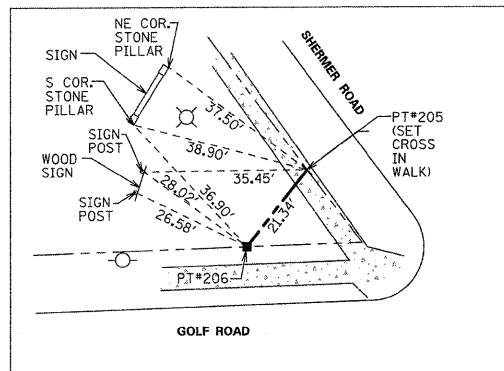 NE COR.
STONE
PILLAR
SIGN
S COR.
STONE
PILLAR
SIGN
POST
WOOD
SIGN
SIGN
POST
SHERMER ROAD
PT#205
(SET
CROSS
IN
WALK)
37.50'
38.90'
35.45'
36.90'
28.02'
26.58'
21.34'
PT#206
GOLF ROAD